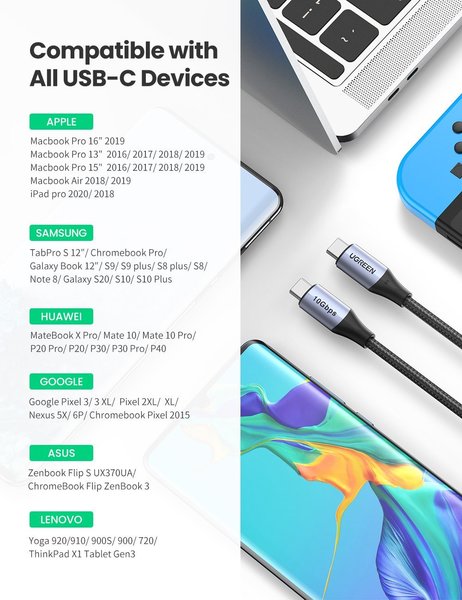 Compatible with
All USB-C Devices
APPLE
Macbook Pro 16" 2019
Macbook Pro 13" 2016/ 2017/ 2018/ 2019
Macbook Pro 15" 2016/ 2017/ 2018/ 2019
Macbook Air 2018/ 2019
iPad pro 2020/ 2018
SAMSUNG
TabPro S 12"/ Chromebook Pro/
Galaxy Book 12"/ S9/ S9 plus/ S8 plus/ S8/
Note 8/ Galaxy S20/ S10/ S10 Plus
HUAWEI
MateBook X Pro/ Mate 10/ Mate 10 Pro/
P20 Pro/ P20/ P30/ P30 Pro/ P40
GOOGLE
Google Pixel 3/ 3 XL/ Pixel 2XL/ XL/
Nexus 5X/ 6P/ Chromebook Pixel 2015
ASUS
Zenbook Flip S UX370UA/
ChromeBook Flip ZenBook 3
LENOVO
Yoga 920/910/ 900S/ 900/ 720/
ThinkPad X1 Tablet Gen3
UGREEN
10Gbps